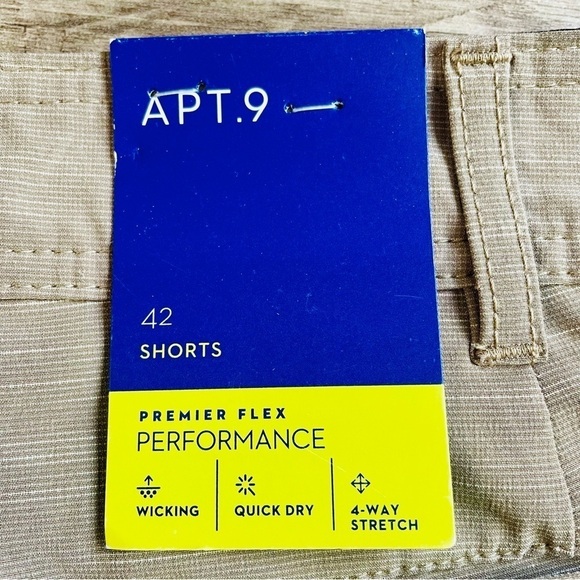 APT.9
42
SHORTS
PREMIER FLEX
PERFORMANCE
WICKING
QUICK DRY
4-WAY
STRETCH